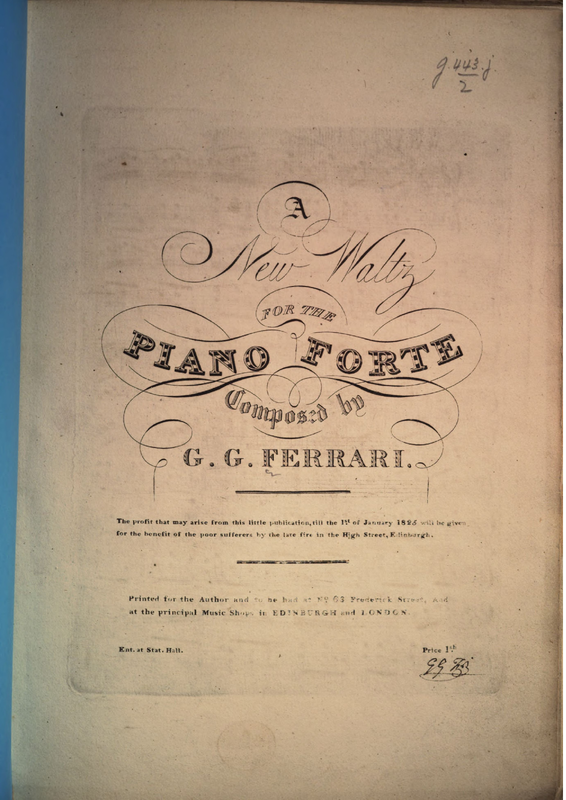 g.443.j
2
A
New Waltz
FOR THE
PIANO FORTE
Composed by
G. G. FERRARI.
The profit that may arise from this little publication, till the 1st of January 1825 will be given
for the benefit of the poor sufferers by the late fire in the High Street, Edinburgh.
Printed for the Author and to be had at No 63 Frederick Street, and
at the principal Music Shops in EDINBURGH and LONDON.
Ent. at Stat. Hall.
Price 1sh